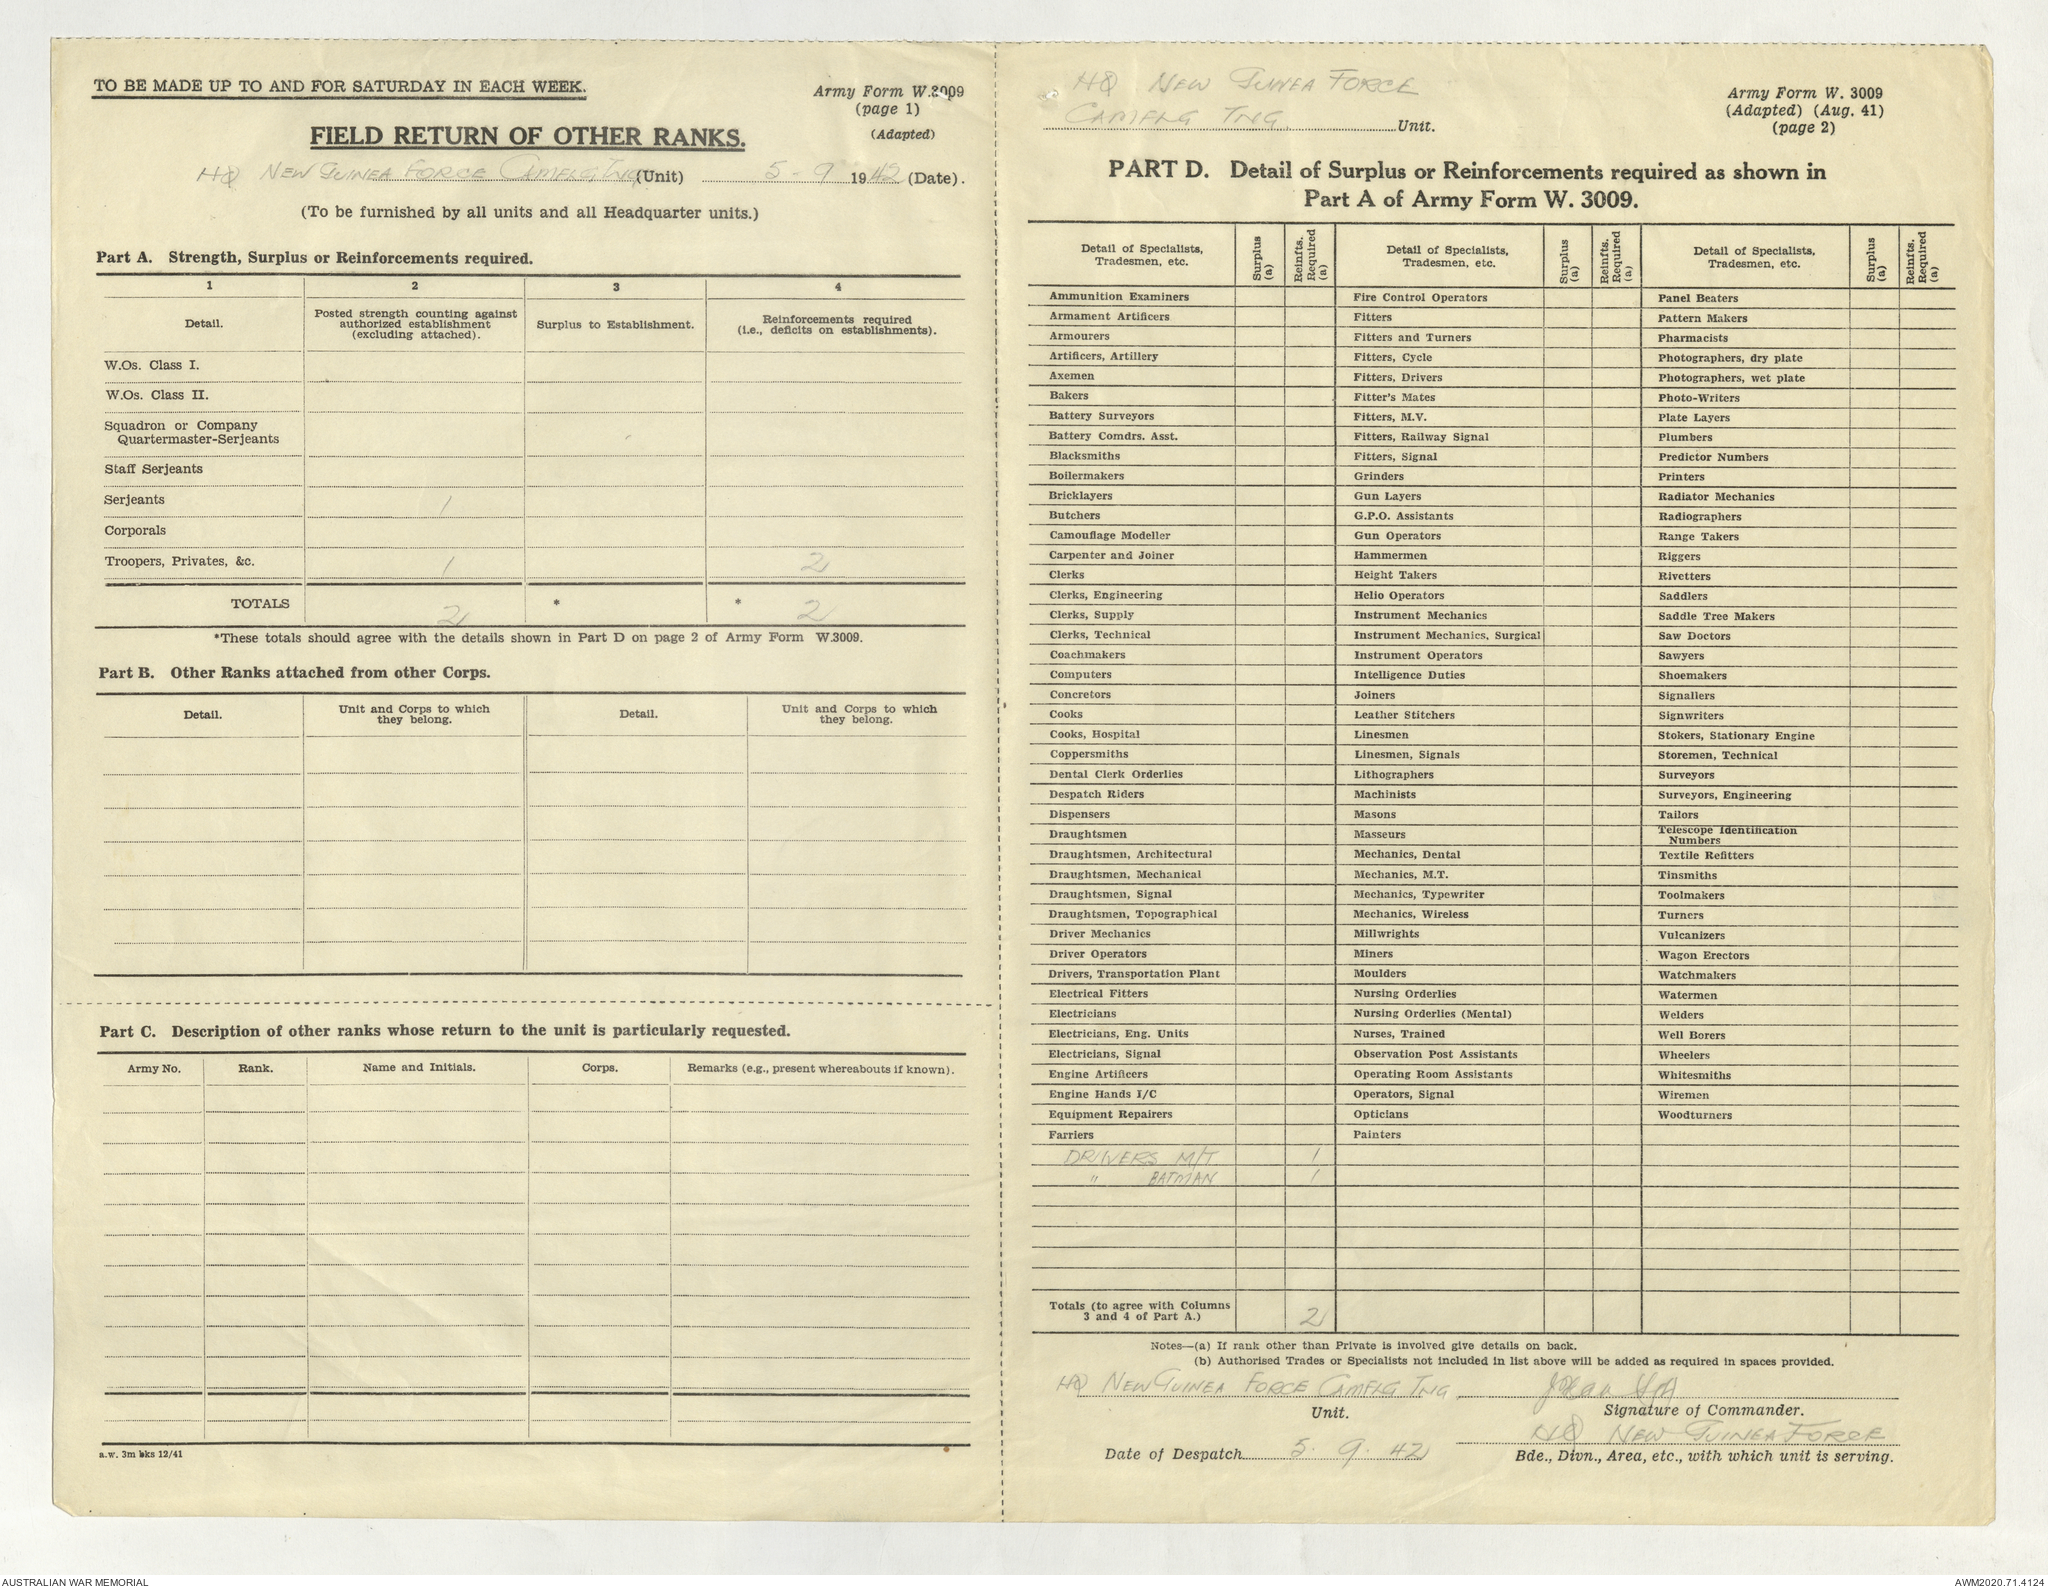 TO BE MADE UP TO AND FOR SATURDAY IN EACH WEEK.
Army Form W.3009
(page 1)
(Adapted)
FIELD RETURN OF OTHER RANKS.
HQ NEW GUINEA FORCE CAMFLG TNG (Unit) 5-9 1942 (Date).
(To be furnished by all units and all Headquarter units.)
Part A. Strength, Surplus or Reinforcements required.
1 2 3 4
Detail. Posted strength counting against authorized establishment (excluding attached). Surplus to Establishment. Reinforcements required (i.e., deficits on establishments).
W.Os. Class I.
W.Os. Class II.
Squadron or Company
Quartermaster-Serjeants
Staff Serjeants
Serjeants 1
Corporals
Troopers, Privates, &c. 1 2
TOTALS 2 * * 2
*These totals should agree with the details shown in Part D on page 2 of Army Form W.3009.
Part B. Other Ranks attached from other Corps.
Detail. Unit and Corps to which they belong. Detail. Unit and Corps to which they belong.
Part C. Description of other ranks whose return to the unit is particularly requested.
Army No. Rank. Name and Initials. Corps. Remarks (e.g., present whereabouts if known).
a.w. 3m bks 12/41
HQ NEW GUINEA FORCE
CAMFLG TNG Unit.
Army Form W. 3009
(Adapted) (Aug. 41)
(page 2)
PART D. Detail of Surplus or Reinforcements required as shown in
Part A of Army Form W. 3009.
Detail of Specialists, Tradesmen, etc. Surplus (a) Reinfts. Required (a) Detail of Specialists, Tradesmen, etc. Surplus (a) Reinfts. Required (a) Detail of Specialists, Tradesmen, etc. Surplus (a) Reinfts. Required (a)
Ammunition Examiners Fire Control Operators Panel Beaters
Armament Artificers Fitters Pattern Makers
Armourers Fitters and Turners Pharmacists
Artificers, Artillery Fitters, Cycle Photographers, dry plate
Axemen Fitters, Drivers Photographers, wet plate
Bakers Fitter's Mates Photo-Writers
Battery Surveyors Fitters, M.V. Plate Layers
Battery Comdrs. Asst. Fitters, Railway Signal Plumbers
Blacksmiths Fitters, Signal Predictor Numbers
Boilermakers Grinders Printers
Bricklayers Gun Layers Radiator Mechanics
Butchers G.P.O. Assistants Radiographers
Camouflage Modeller Gun Operators Range Takers
Carpenter and Joiner Hammermen Riggers
Clerks Height Takers Rivetters
Clerks, Engineering Helio Operators Saddlers
Clerks, Supply Instrument Mechanics Saddle Tree Makers
Clerks, Technical Instrument Mechanics, Surgical Saw Doctors
Coachmakers Instrument Operators Sawyers
Computers Intelligence Duties Shoemakers
Concretors Joiners Signallers
Cooks Leather Stitchers Signwriters
Cooks, Hospital Linesmen Stokers, Stationary Engine
Coppersmiths Linesmen, Signals Storemen, Technical
Dental Clerk Orderlies Lithographers Surveyors
Despatch Riders Machinists Surveyors, Engineering
Dispensers Masons Tailors
Draughtsmen Masseurs Telescope Identification Numbers
Draughtsmen, Architectural Mechanics, Dental Textile Refitters
Draughtsmen, Mechanical Mechanics, M.T. Tinsmiths
Draughtsmen, Signal Mechanics, Typewriter Toolmakers
Draughtsmen, Topographical Mechanics, Wireless Turners
Driver Mechanics Millwrights Vulcanizers
Driver Operators Miners Wagon Erectors
Drivers, Transportation Plant Moulders Watchmakers
Electrical Fitters Nursing Orderlies Watermen
Electricians Nursing Orderlies (Mental) Welders
Electricians, Eng. Units Nurses, Trained Well Borers
Electricians, Signal Observation Post Assistants Wheelers
Engine Artificers Operating Room Assistants Whitesmiths
Engine Hands I/C Operators, Signal Wiremen
Equipment Repairers Opticians Woodturners
Farriers Painters
DRIVERS M/T 1
" BATMAN 1
Totals (to agree with Columns
3 and 4 of Part A.) 2
Notes—(a) If rank other than Private is involved give details on back.
(b) Authorised Trades or Specialists not included in list above will be added as required in spaces provided.
HQ NEW GUINEA FORCE CAMFLG TNG
Unit. Signature of Commander.
HQ NEW GUINEA FORCE
Date of Despatch 5. 9. 42 Bde., Divn., Area, etc., with which unit is serving.
AUSTRALIAN WAR MEMORIAL AWM2020.71.4124